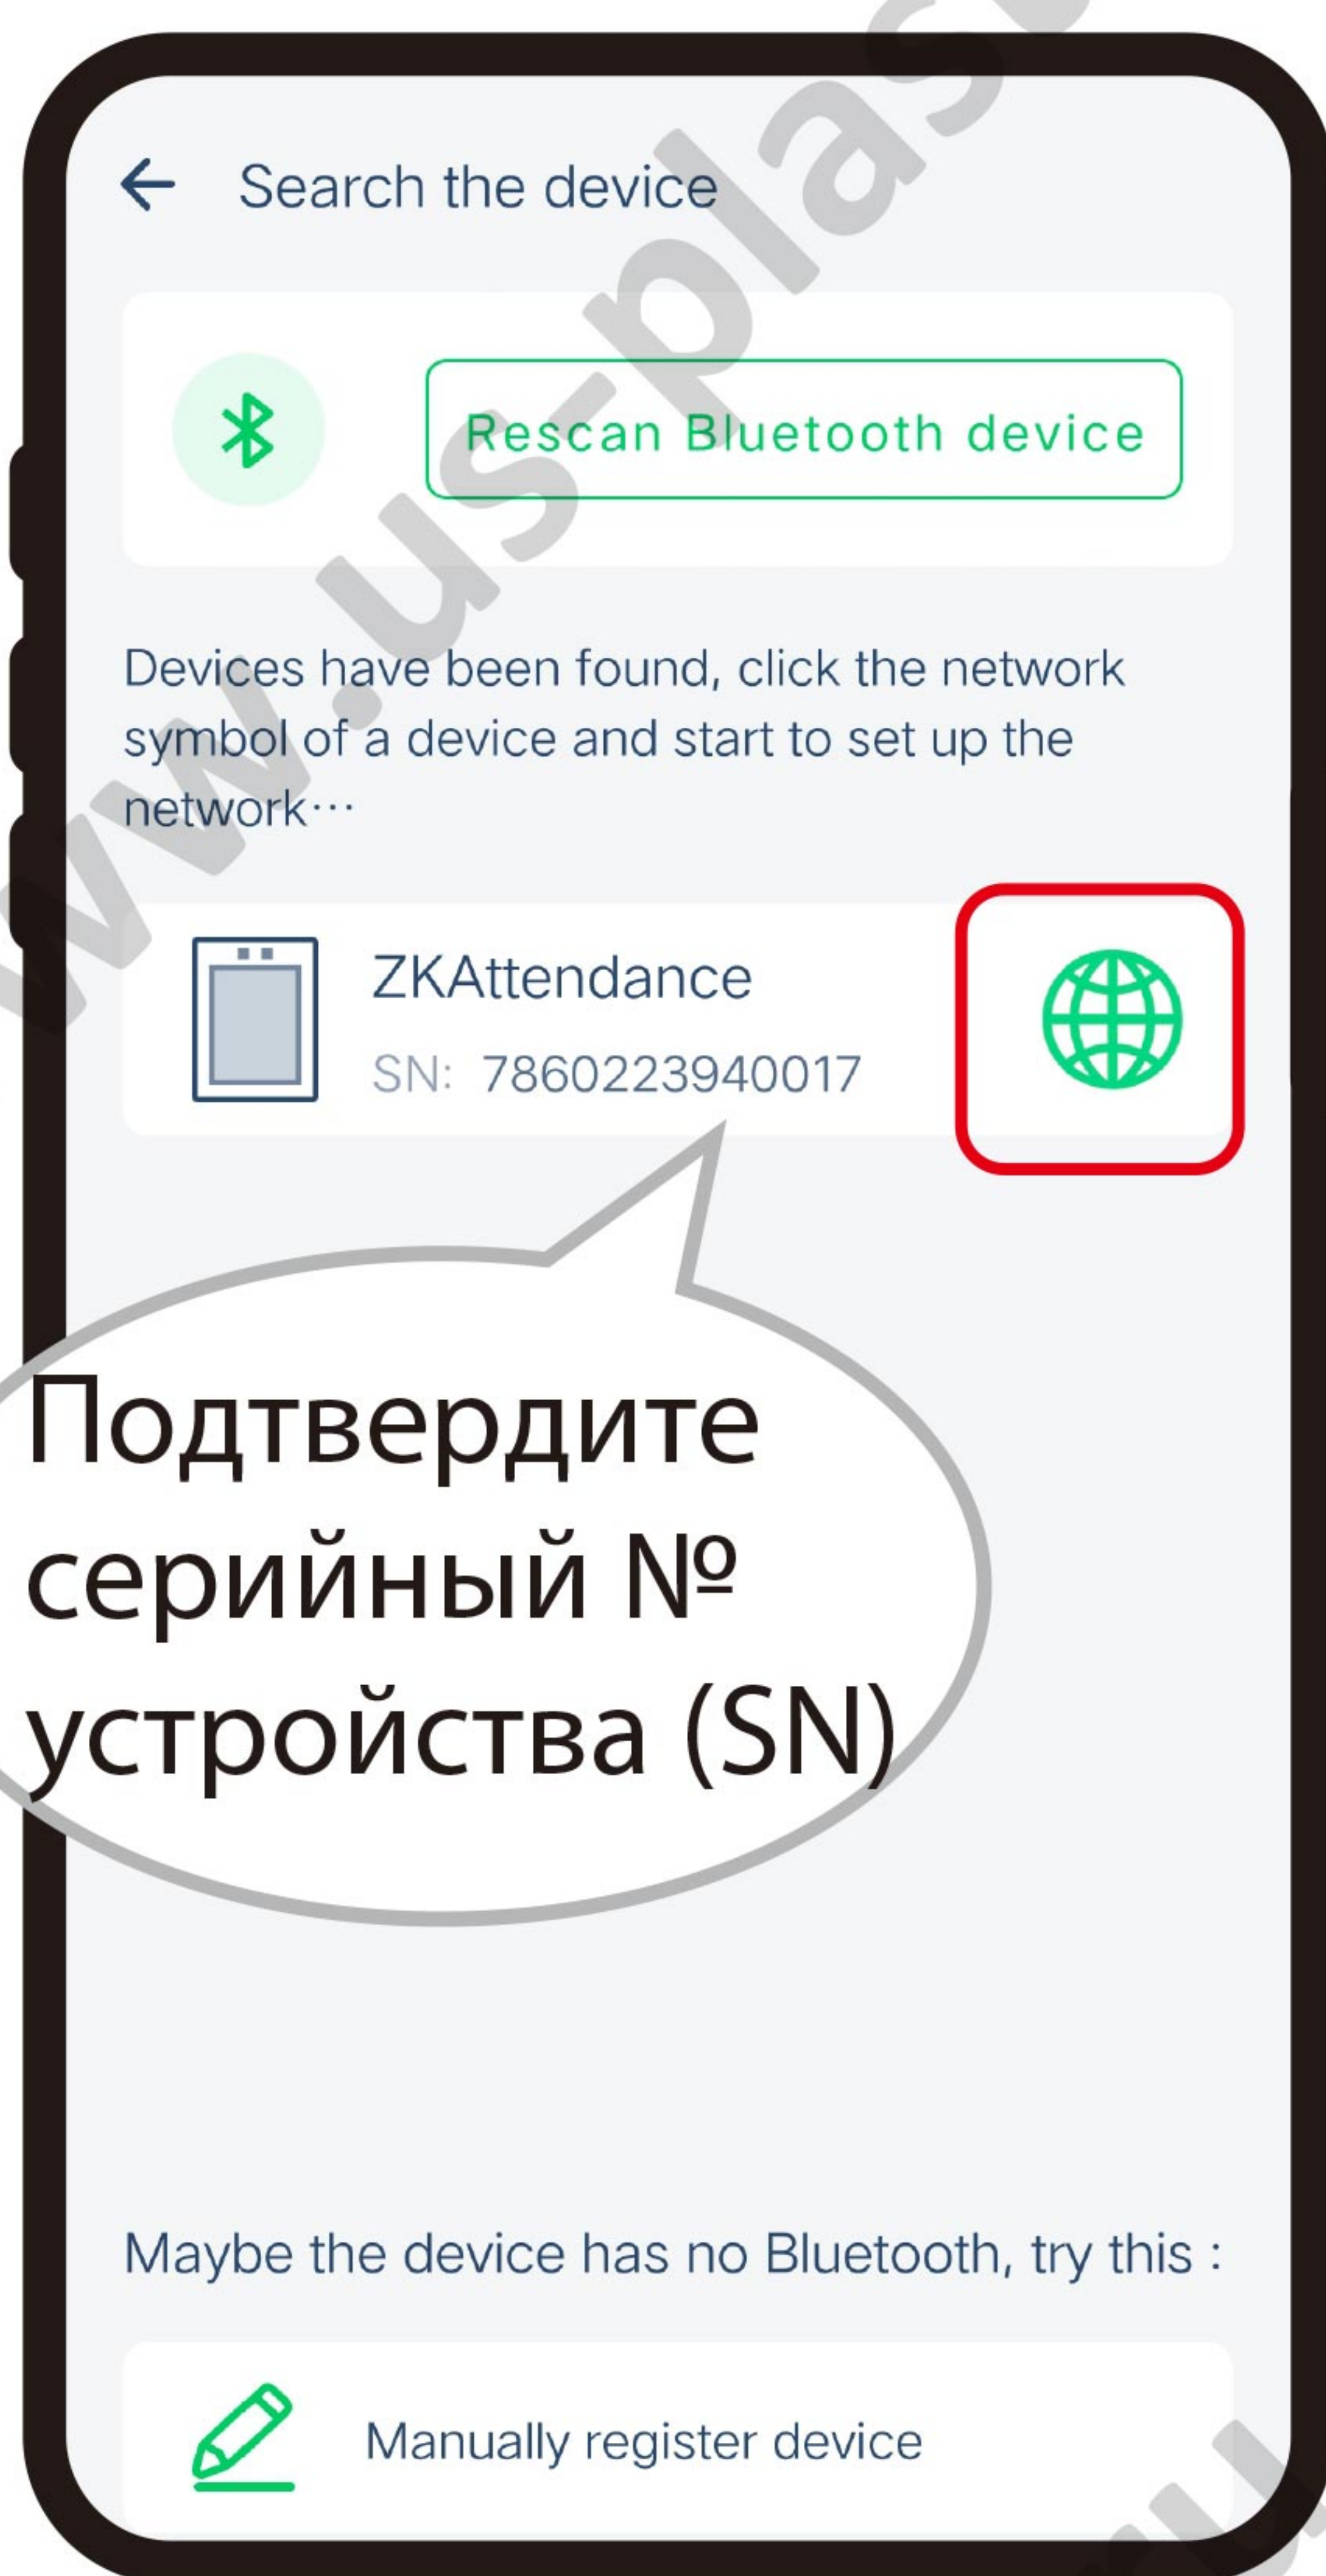 Search the device
Rescan Bluetooth device
Devices have been found, click the network
symbol of a device and start to set up the
network···
ZKAttendance
SN: 7860223940017
Подтвердите
серийный №
устройства (SN)
Maybe the device has no Bluetooth, try this :
Manually register device